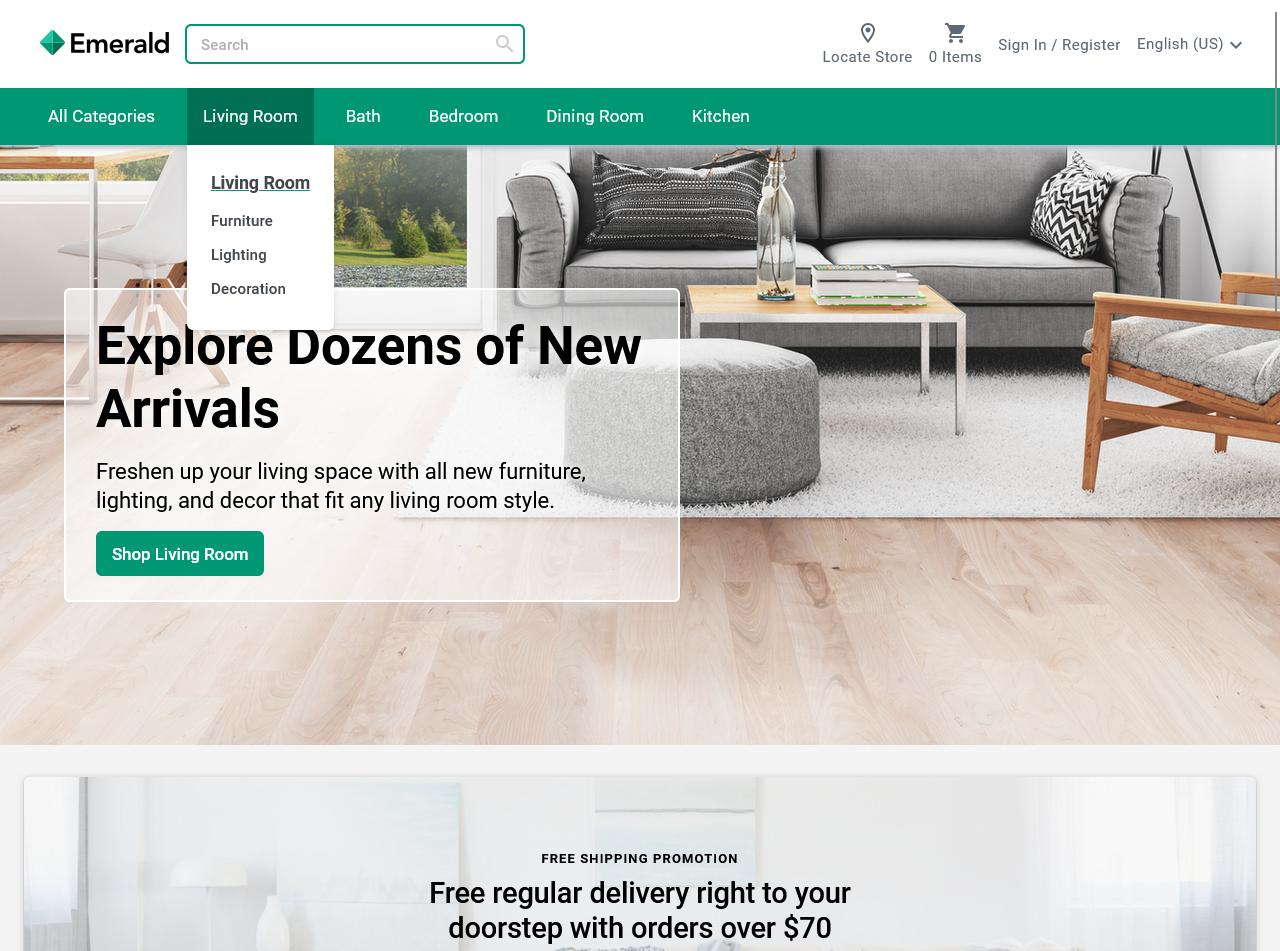 Emerald
Search
Locate Store
0 Items
Sign In / Register
English (US)
All Categories
Living Room
Bath
Bedroom
Dining Room
Kitchen
Living Room
Furniture
Lighting
Decoration
Explore Dozens of New
Arrivals
Freshen up your living space with all new furniture,
lighting, and decor that fit any living room style.
Shop Living Room
FREE SHIPPING PROMOTION
Free regular delivery right to your
doorstep with orders over $70